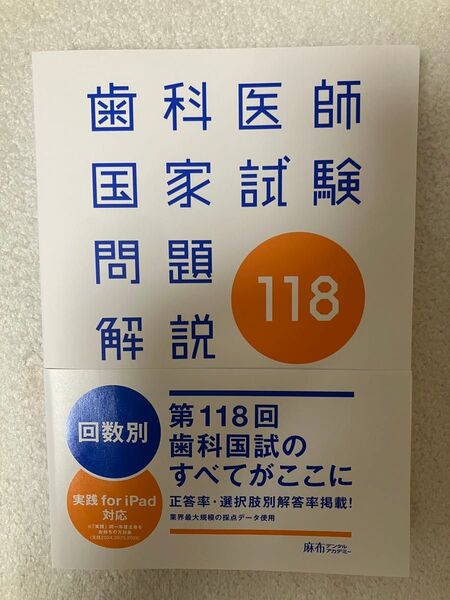 歯科医師
国家試験
問題
解説
118
回数別
第118回
歯科国試の
すべてがここに
正答率・選択肢別解答率掲載!
業界最大規模の採点データ使用
実践 for iPad
対応
麻布デンタル
アカデミー